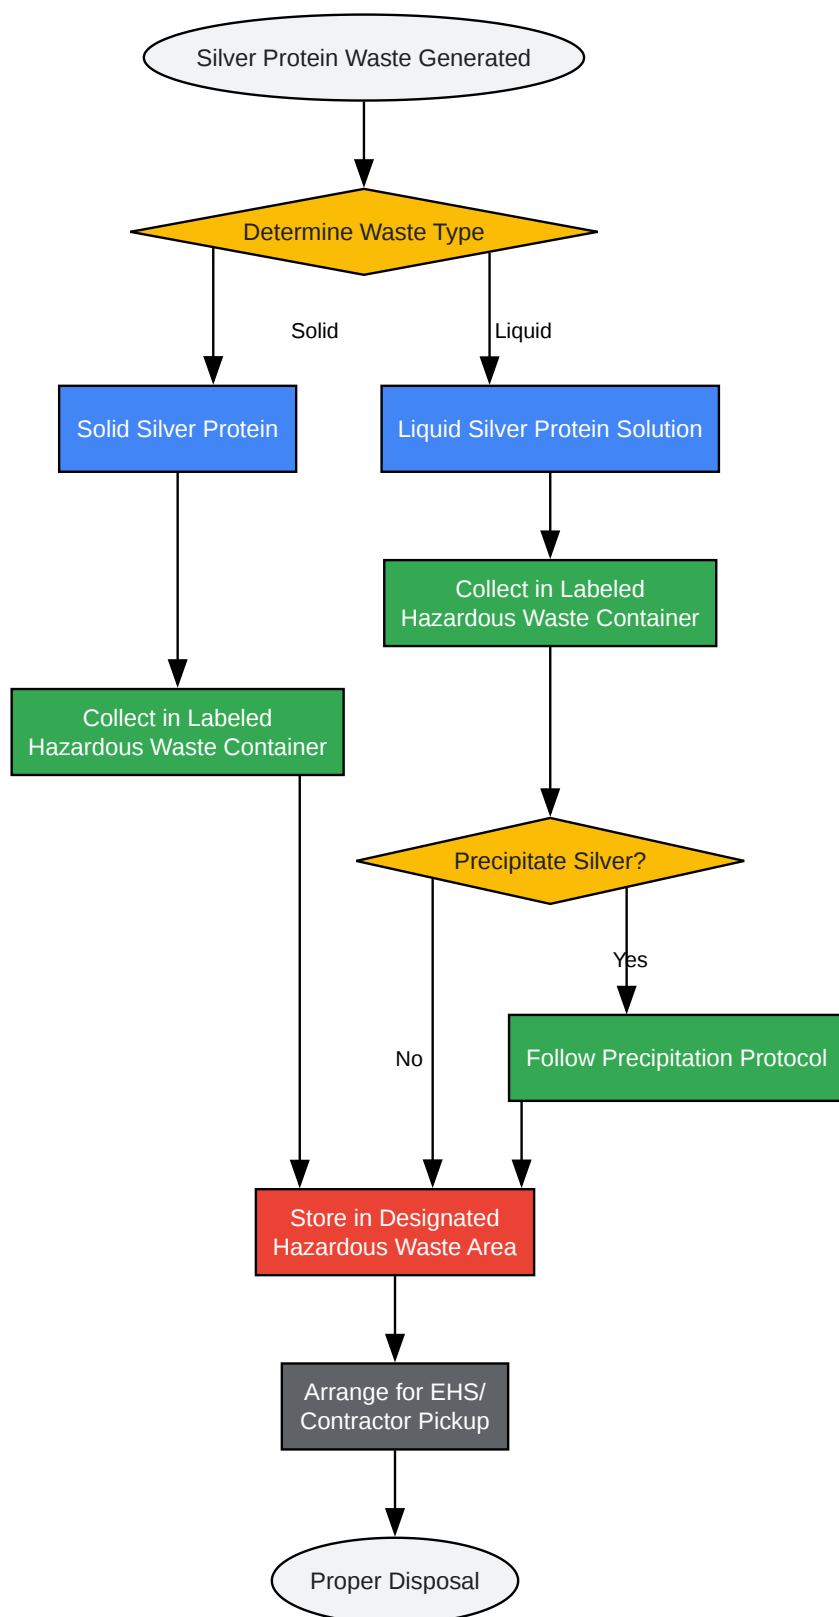 Silver Protein Waste Generated
Determine Waste Type
Solid
Liquid
Solid Silver Protein
Liquid Silver Protein Solution
Collect in Labeled
Hazardous Waste Container
Collect in Labeled
Hazardous Waste Container
Precipitate Silver?
Yes
No
Follow Precipitation Protocol
Store in Designated
Hazardous Waste Area
Arrange for EHS/
Contractor Pickup
Proper Disposal